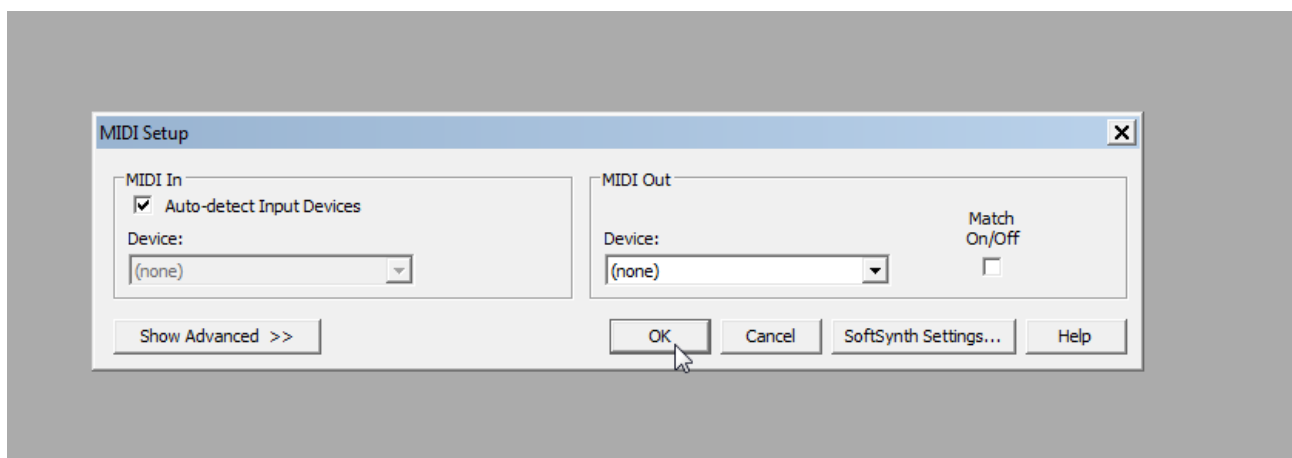 MIDI Setup
MIDI In
Auto-detect Input Devices
Device:
(none)
MIDI Out
Device:
(none)
Match
On/Off
Show Advanced >>
OK
Cancel
SoftSynth Settings...
Help